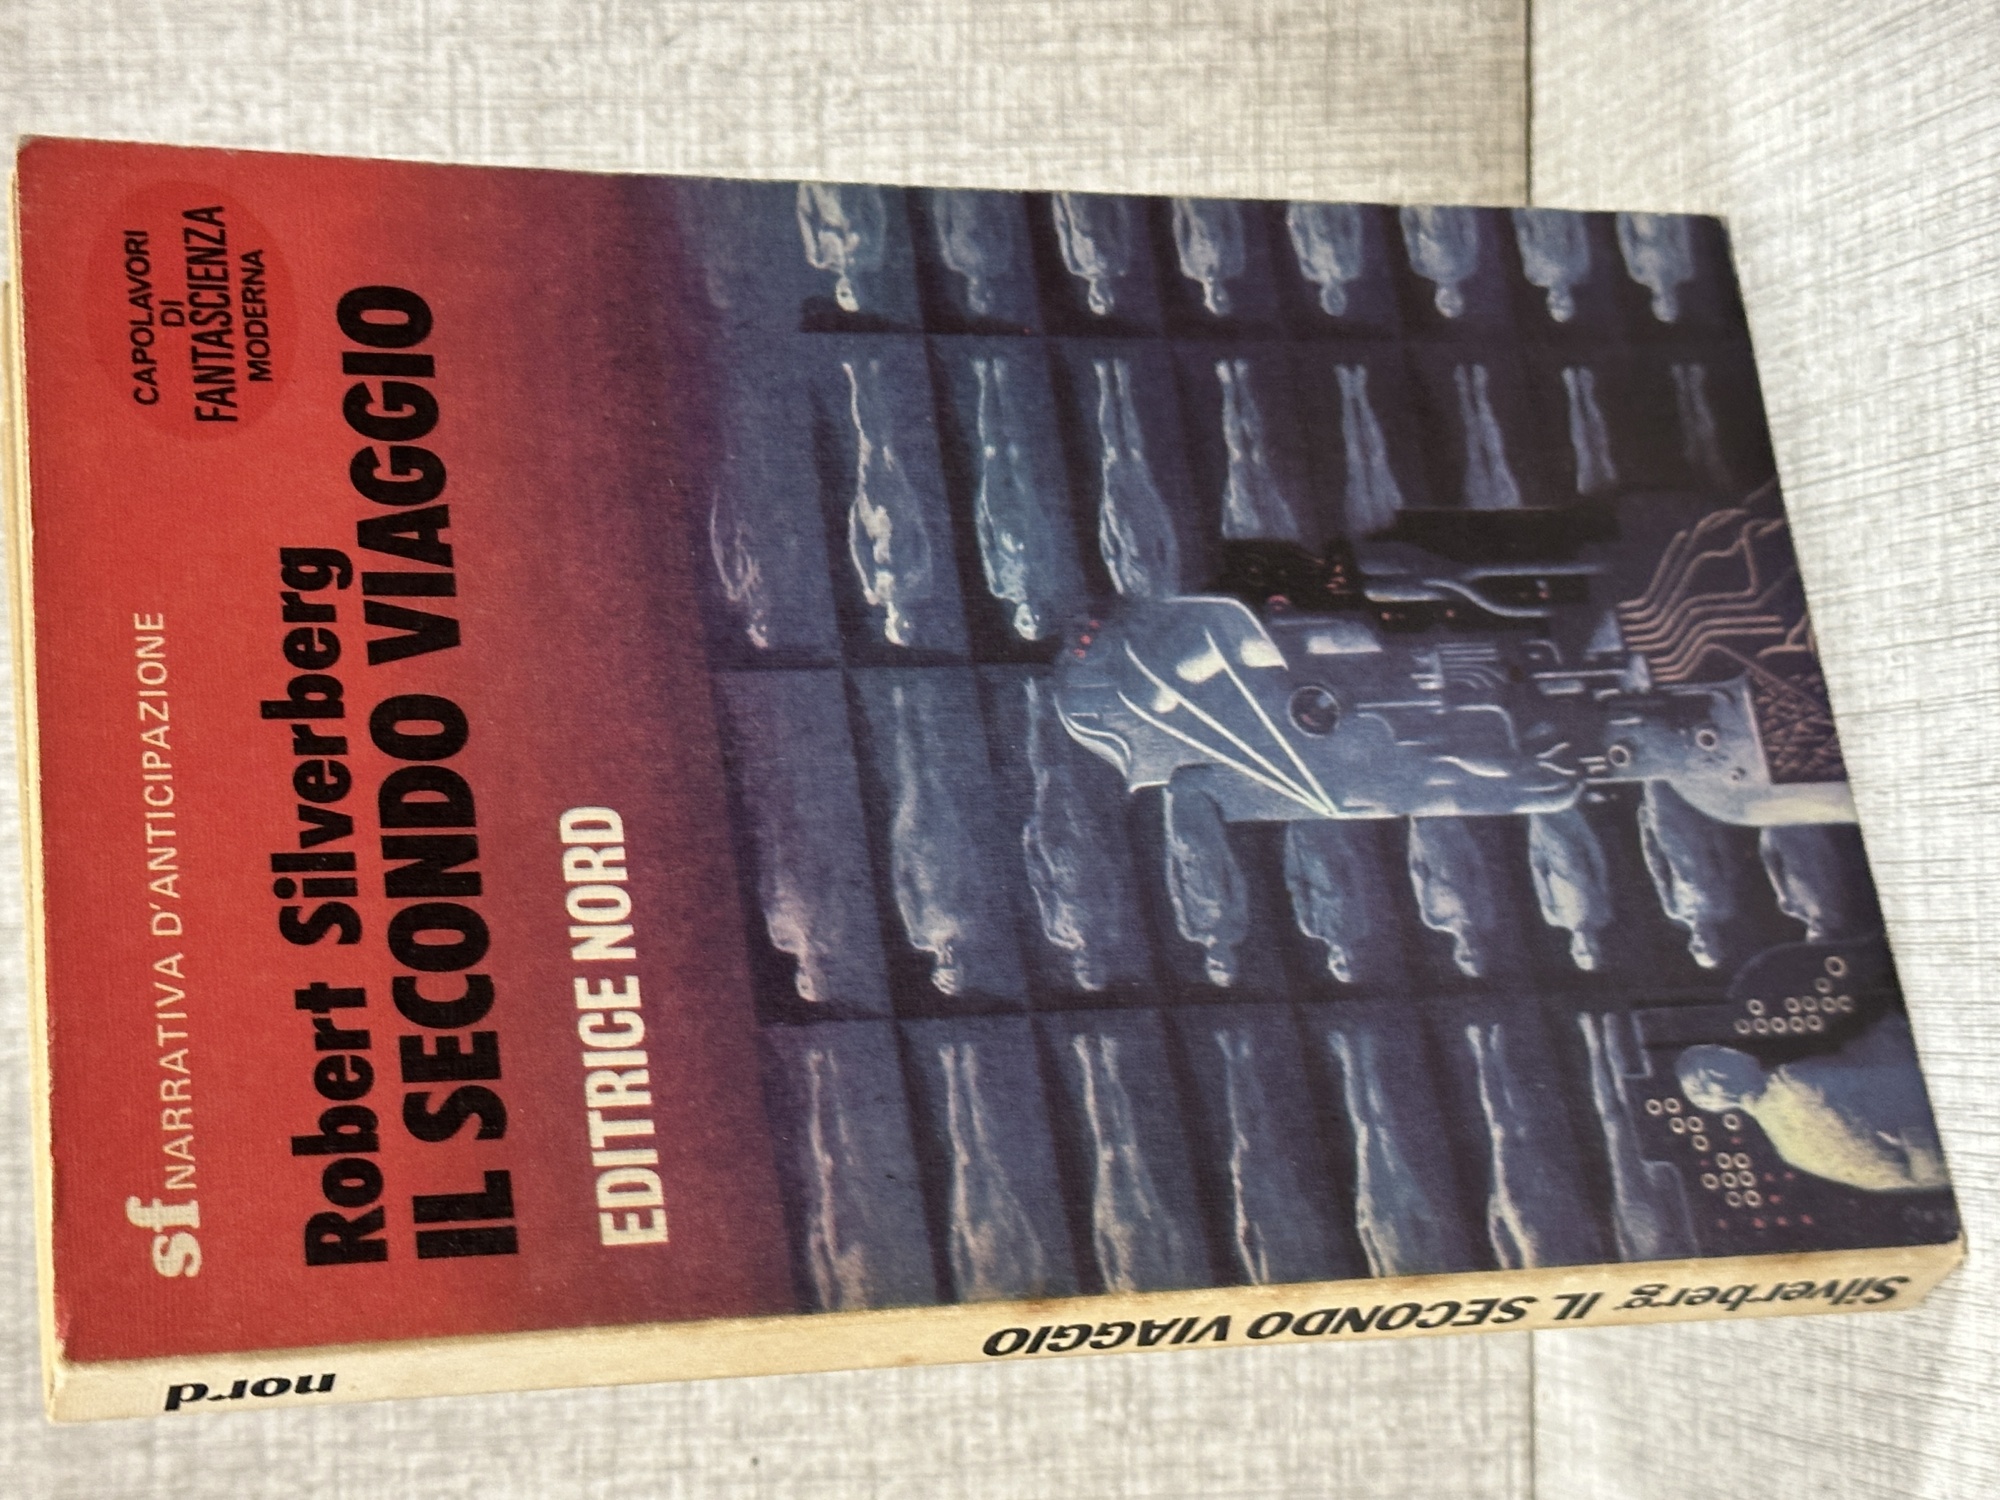 sf NARRATIVA D'ANTICIPAZIONE
CAPOLAVORI
DI
FANTASCIENZA
MODERNA
Robert Silverberg
IL SECONDO VIAGGIO
EDITRICE NORD
Silverberg IL SECONDO VIAGGIO
nord